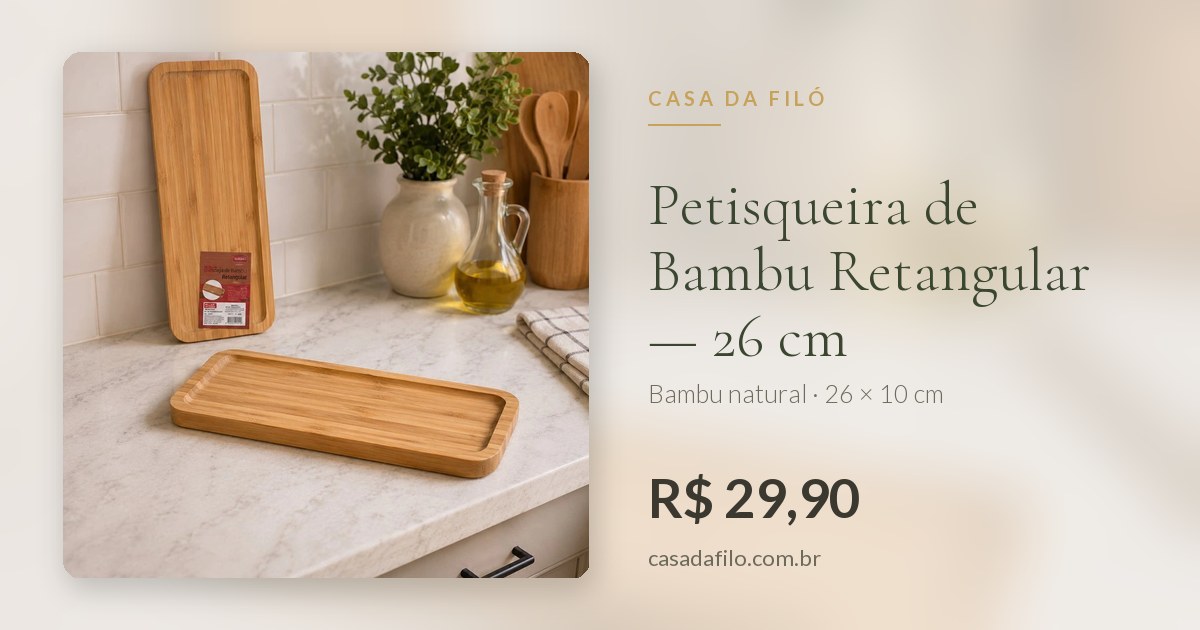 CASA DA FILÓ
Petisqueira de
Bambu Retangular
— 26 cm
Bambu natural · 26 × 10 cm
R$ 29,90
casadafilo.com.br
Retangular